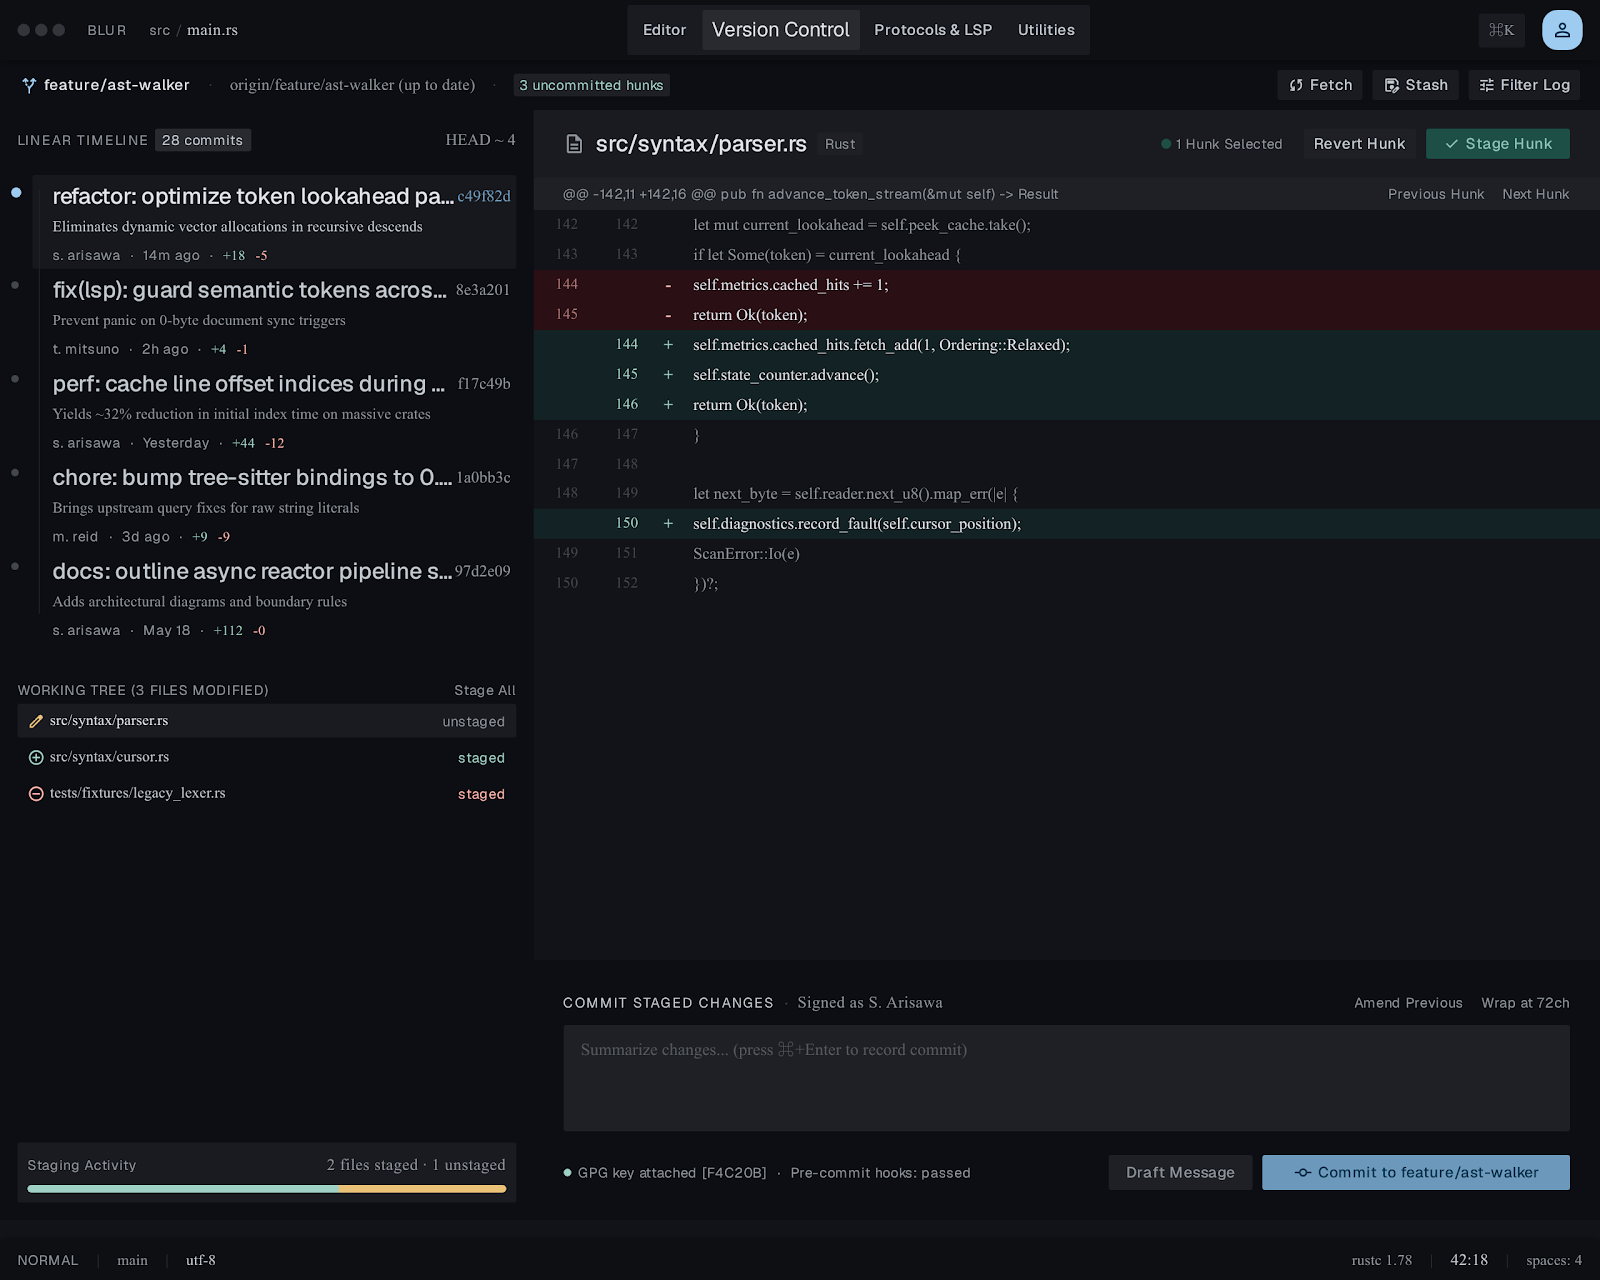 BLUR src / main.rs Editor Version Control Protocols & LSP Utilities ⌘K
feature/ast-walker · origin/feature/ast-walker (up to date) · 3 uncommitted hunks Fetch Stash Filter Log
LINEAR TIMELINE 28 commits HEAD ~ 4
refactor: optimize token lookahead pa... c49f82d
Eliminates dynamic vector allocations in recursive descends
s. arisawa · 14m ago · +18 -5
fix(lsp): guard semantic tokens acros... 8e3a201
Prevent panic on 0-byte document sync triggers
t. mitsuno · 2h ago · +4 -1
perf: cache line offset indices during ... f17c49b
Yields ~32% reduction in initial index time on massive crates
s. arisawa · Yesterday · +44 -12
chore: bump tree-sitter bindings to 0.... 1a0bb3c
Brings upstream query fixes for raw string literals
m. reid · 3d ago · +9 -9
docs: outline async reactor pipeline s... 97d2e09
Adds architectural diagrams and boundary rules
s. arisawa · May 18 · +112 -0
WORKING TREE (3 FILES MODIFIED) Stage All
src/syntax/parser.rs unstaged
src/syntax/cursor.rs staged
tests/fixtures/legacy_lexer.rs staged
Staging Activity 2 files staged · 1 unstaged
src/syntax/parser.rs Rust 1 Hunk Selected Revert Hunk Stage Hunk
@@ -142,11 +142,16 @@ pub fn advance_token_stream(&mut self) -> Result Previous Hunk Next Hunk
142 142 let mut current_lookahead = self.peek_cache.take();
143 143 if let Some(token) = current_lookahead {
144 - self.metrics.cached_hits += 1;
145 - return Ok(token);
144 + self.metrics.cached_hits.fetch_add(1, Ordering::Relaxed);
145 + self.state_counter.advance();
146 + return Ok(token);
146 147 }
147 148
148 149 let next_byte = self.reader.next_u8().map_err(|e| {
150 + self.diagnostics.record_fault(self.cursor_position);
149 151 ScanError::Io(e)
150 152 })?;
COMMIT STAGED CHANGES · Signed as S. Arisawa Amend Previous Wrap at 72ch
Summarize changes... (press ⌘+Enter to record commit)
GPG key attached [F4C20B] · Pre-commit hooks: passed Draft Message Commit to feature/ast-walker
NORMAL main utf-8 rustc 1.78 42:18 spaces: 4